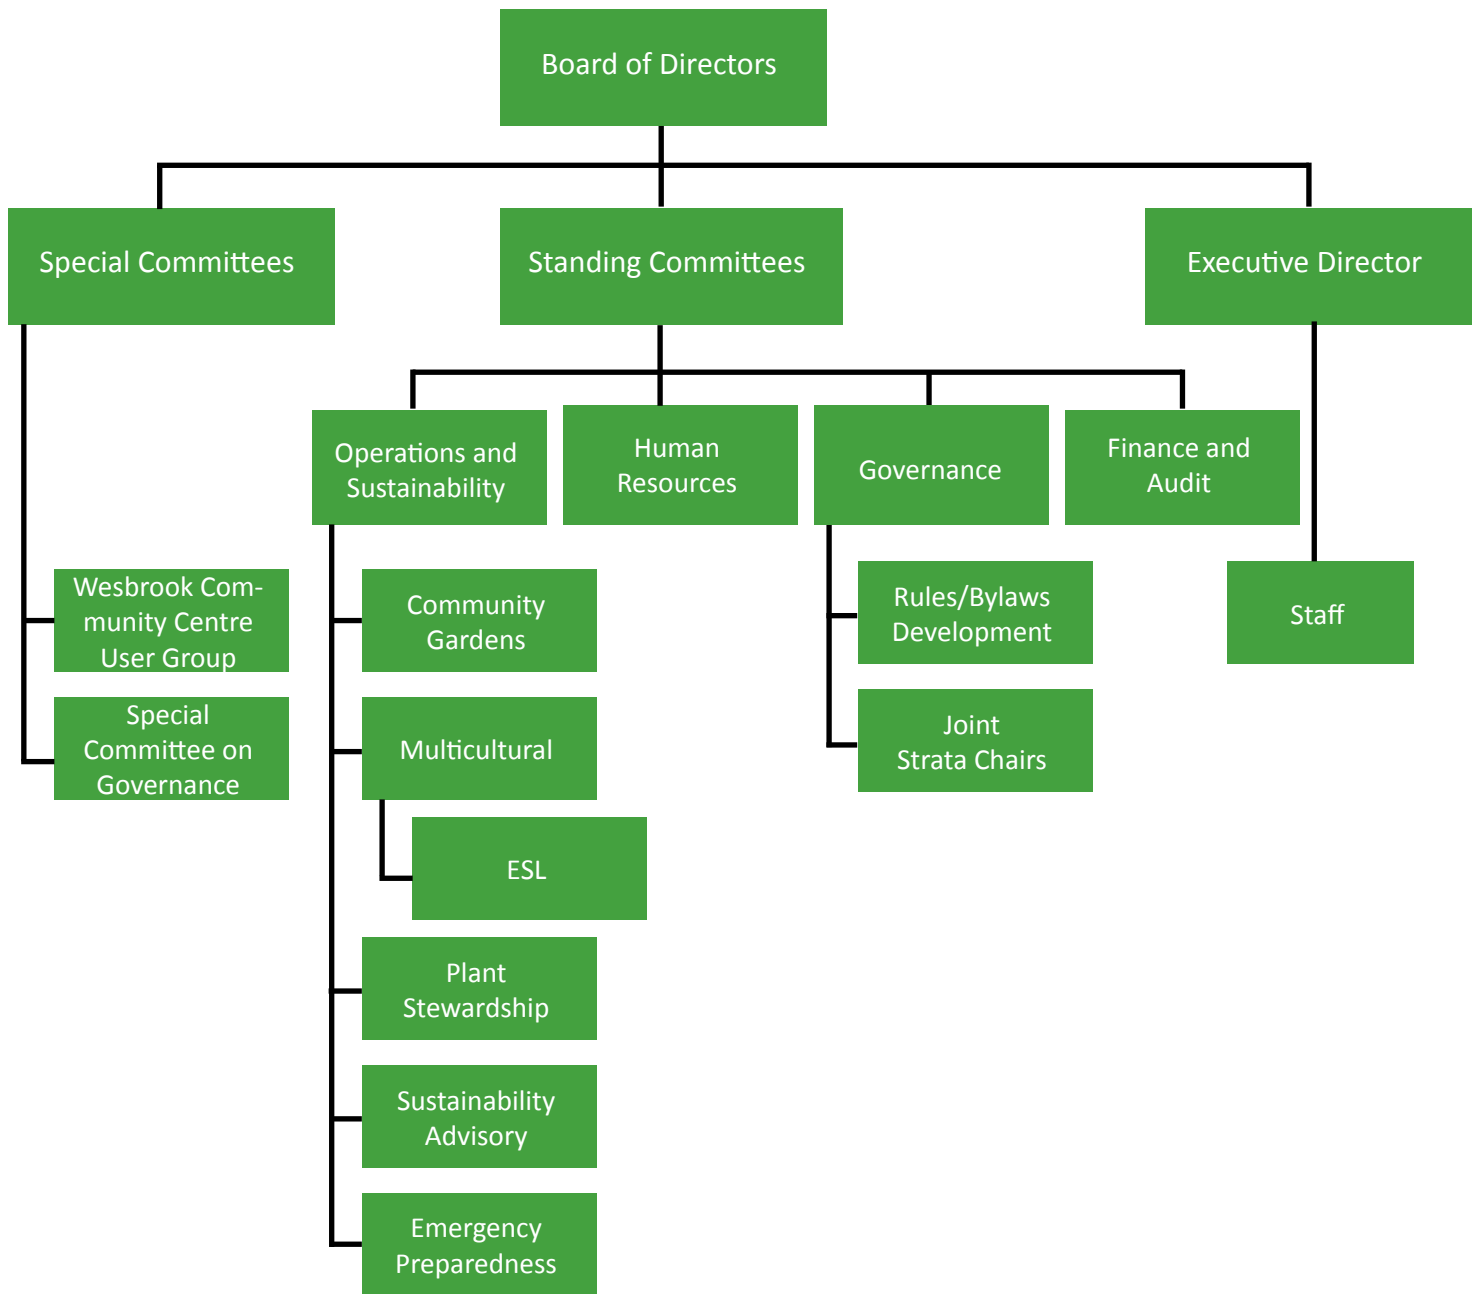 Board of Directors
Special Committees
Standing Committees
Executive Director
Operations and
Sustainability
Human
Resources
Governance
Finance and
Audit
Wesbrook Com-
munity Centre
User Group
Special
Committee on
Governance
Community
Gardens
Multicultural
ESL
Plant
Stewardship
Sustainability
Advisory
Emergency
Preparedness
Rules/Bylaws
Development
Joint
Strata Chairs
Staff